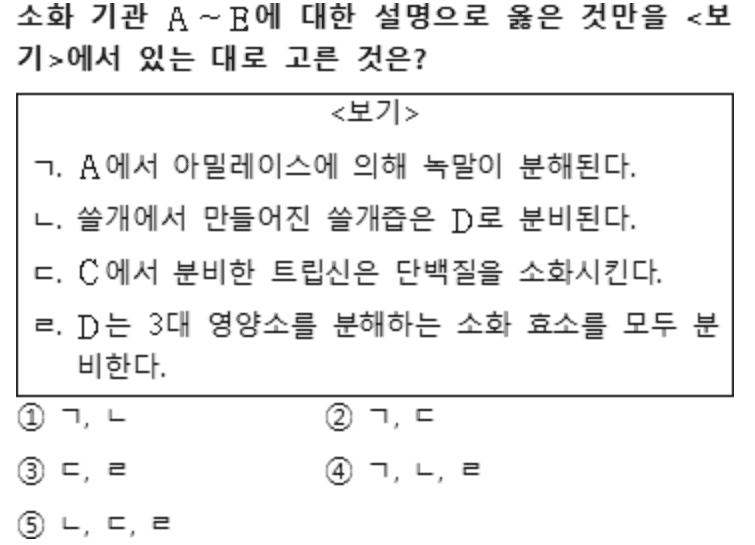 소화 기관 A ~ E에 대한 설명으로 옳은 것만을 <보
기>에서 있는 대로 고른 것은?
<보기>
ㄱ. A에서 아밀레이스에 의해 녹말이 분해된다.
ㄴ. 쓸개에서 만들어진 쓸개즙은 D로 분비된다.
ㄷ. C에서 분비한 트립신은 단백질을 소화시킨다.
ㄹ. D는 3대 영양소를 분해하는 소화 효소를 모두 분
비한다.
① ㄱ, ㄴ ② ㄱ, ㄷ
③ ㄷ, ㄹ ④ ㄱ, ㄴ, ㄹ
⑤ ㄴ, ㄷ, ㄹ